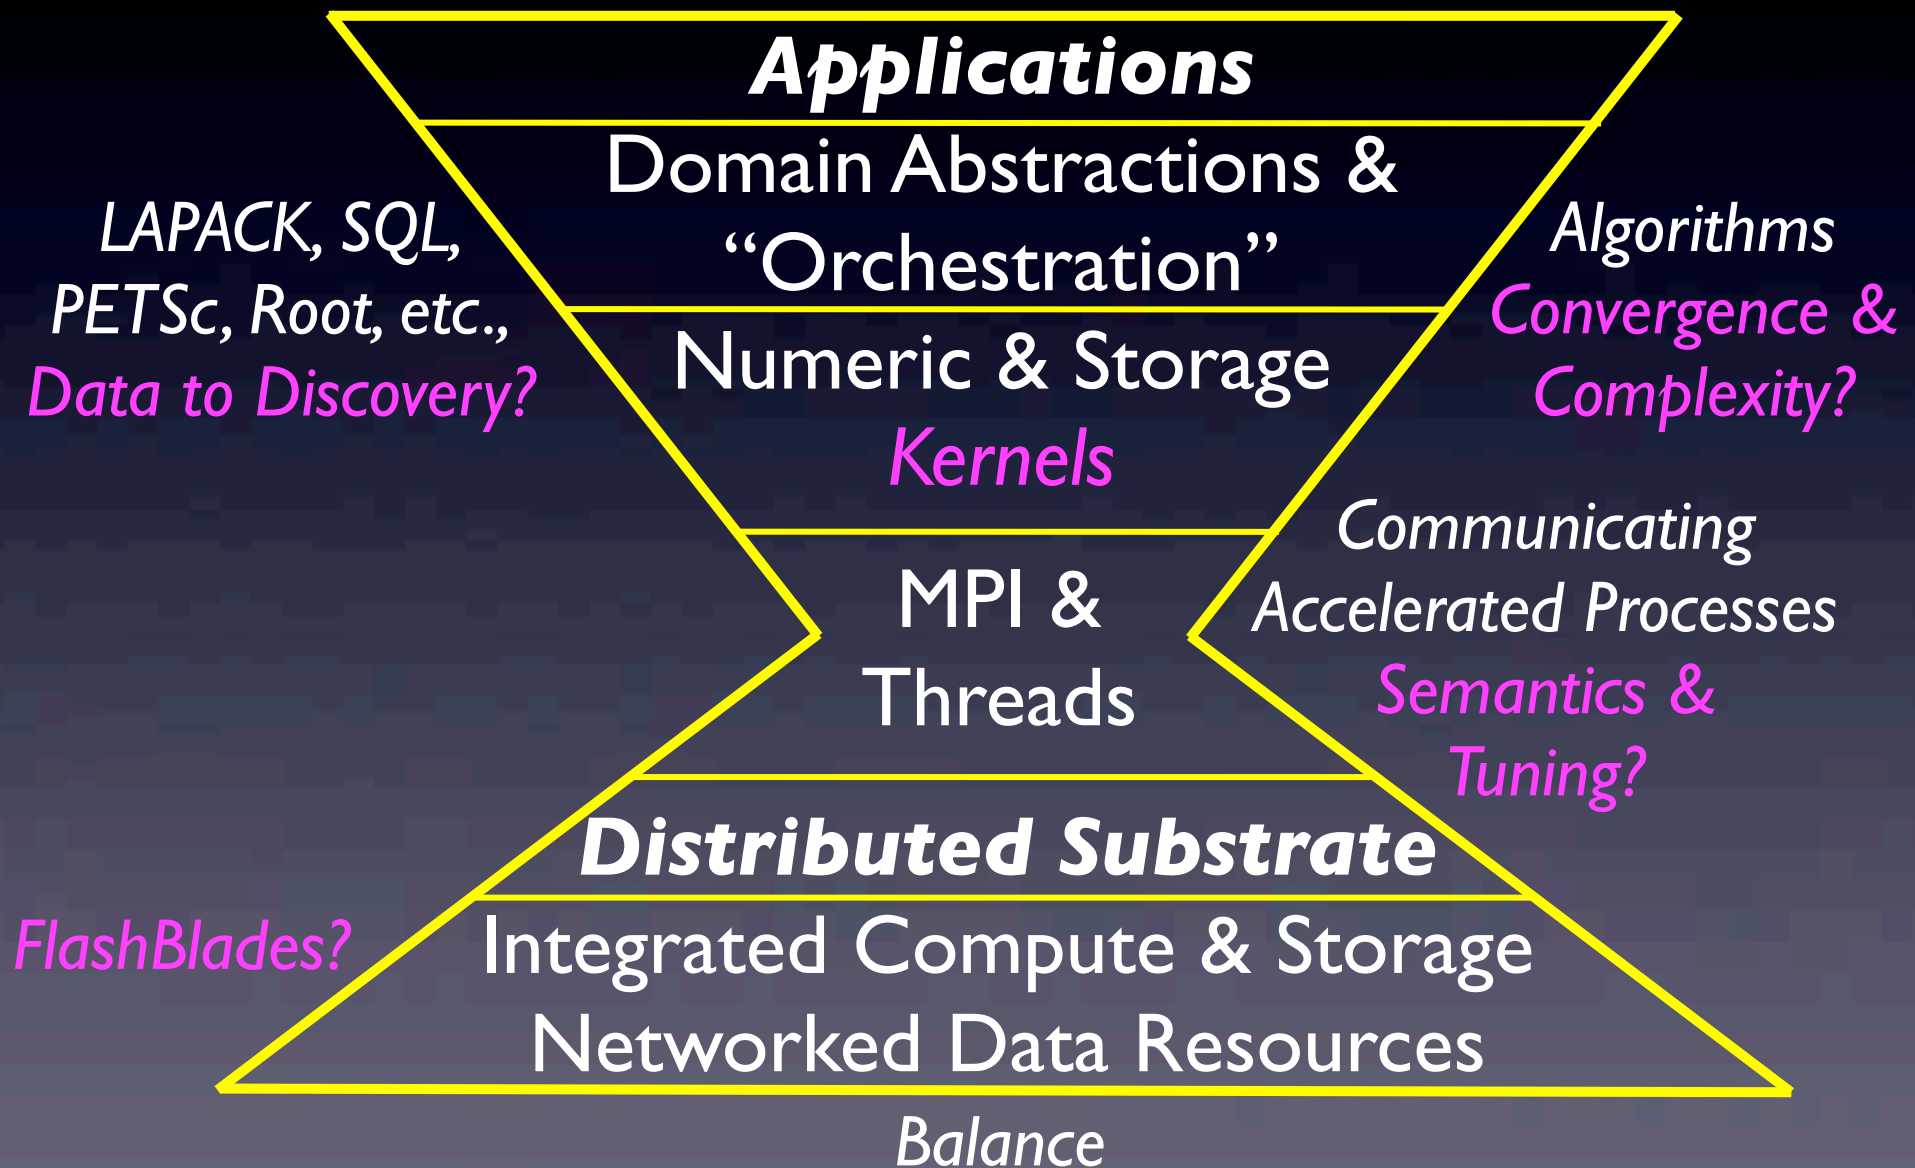 Applications
Domain Abstractions &
“Orchestration”
Numeric & Storage
Kernels
MPI &
Threads
Distributed Substrate
Integrated Compute & Storage
Networked Data Resources
Balance
LAPACK, SQL,
PETSc, Root, etc.,
Data to Discovery?
FlashBlades?
Algorithms
Convergence &
Complexity?
Communicating
Accelerated Processes
Semantics &
Tuning?